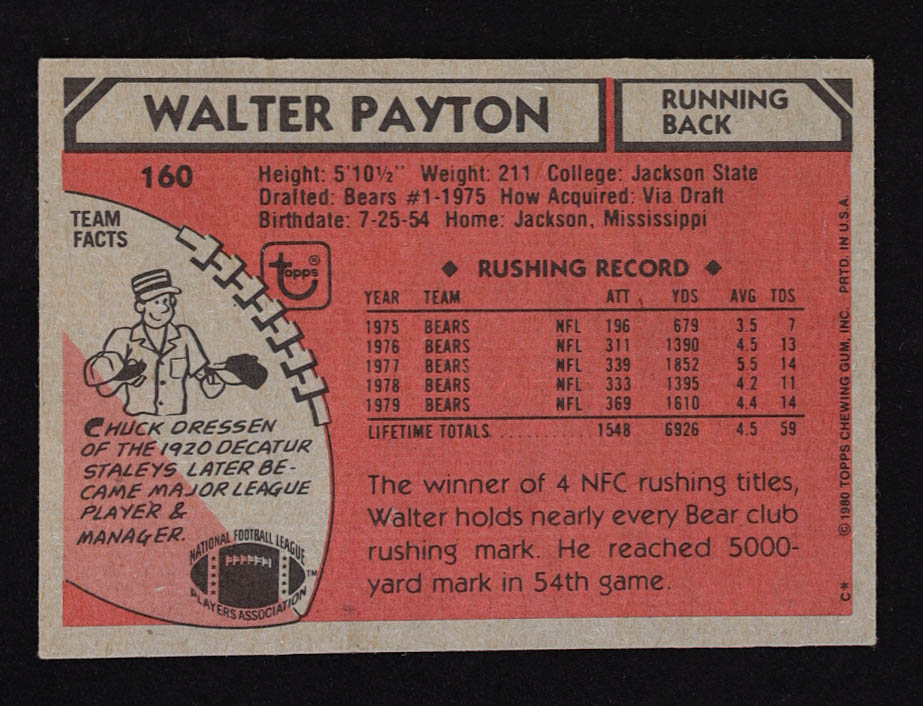 WALTER PAYTON
RUNNING
BACK
160
Height: 5'10½" Weight: 211 College: Jackson State
Drafted: Bears #1-1975 How Acquired: Via Draft
Birthdate: 7-25-54 Home: Jackson, Mississippi
TEAM
FACTS
topps®
◆ RUSHING RECORD ◆
YEAR TEAM ATT YDS AVG TDS
1975 BEARS NFL 196 679 3.5 7
1976 BEARS NFL 311 1390 4.5 13
1977 BEARS NFL 339 1852 5.5 14
1978 BEARS NFL 333 1395 4.2 11
1979 BEARS NFL 369 1610 4.4 14
LIFETIME TOTALS.......... 1548 6926 4.5 59
CHUCK DRESSEN
OF THE 1920 DECATUR
STALEYS LATER BE-
CAME MAJOR LEAGUE
PLAYER &
MANAGER.
The winner of 4 NFC rushing titles,
Walter holds nearly every Bear club
rushing mark. He reached 5000-
yard mark in 54th game.
NATIONAL FOOTBALL LEAGUE
PLAYERS ASSOCIATION
TM
C* © 1980 TOPPS CHEWING GUM, INC. PRTD. IN U.S.A.